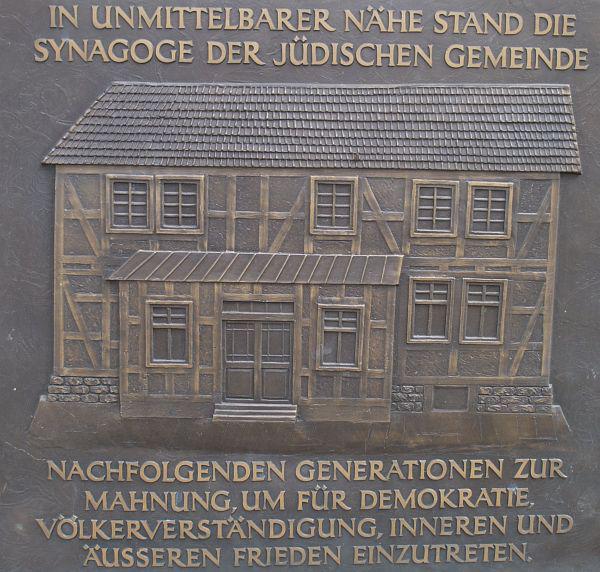 IN UNMITTELBARER NÄHE STAND DIE
SYNAGOGE DER JÜDISCHEN GEMEINDE
NACHFOLGENDEN GENERATIONEN ZUR
MAHNUNG, UM FÜR DEMOKRATIE,
VÖLKERVERSTÄNDIGUNG, INNEREN UND
ÄUSSEREN FRIEDEN EINZUTRETEN.